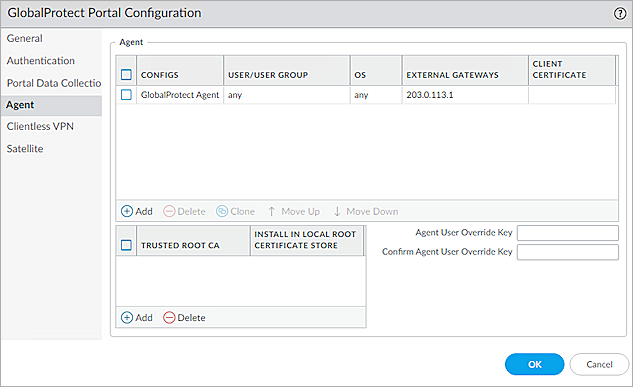 GlobalProtect Portal Configuration
General
Authentication
Portal Data Collectio
Agent
Clientless VPN
Satellite
Agent
CONFIGS
USER/USER GROUP
OS
EXTERNAL GATEWAYS
CLIENT
CERTIFICATE
GlobalProtect Agent
any
any
203.0.113.1
Add
Delete
Clone
Move Up
Move Down
TRUSTED ROOT CA
INSTALL IN LOCAL ROOT
CERTIFICATE STORE
Add
Delete
Agent User Override Key
Confirm Agent User Override Key
OK
Cancel